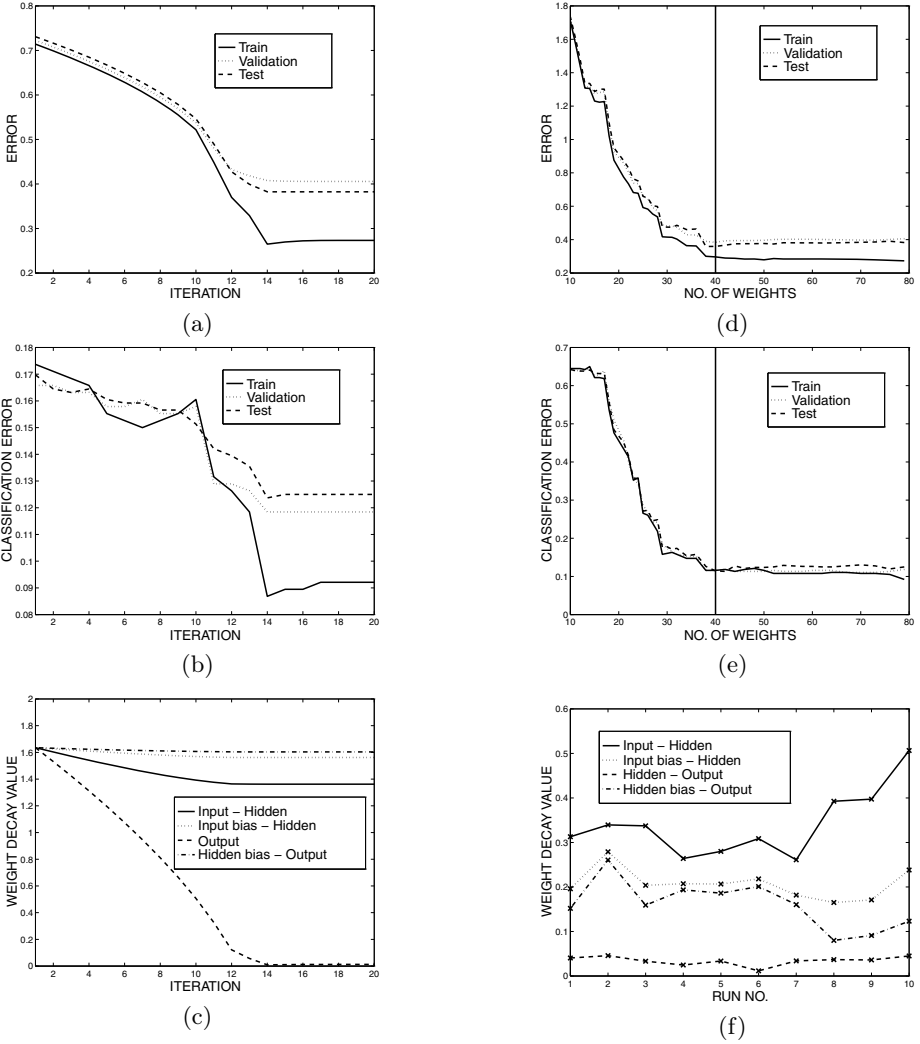 0.8
0.7
0.6
0.5
0.4
0.3
0.2
ERROR
Train
Validation
Test
2 4 6 8 10 12 14 16 18 20
ITERATION
(a)
1.8
1.6
1.4
1.2
1
0.8
0.6
0.4
0.2
ERROR
Train
Validation
Test
10 20 30 40 50 60 70 80
NO. OF WEIGHTS
(d)
0.18
0.17
0.16
0.15
0.14
0.13
0.12
0.11
0.1
0.09
0.08
CLASSIFICATION ERROR
Train
Validation
Test
2 4 6 8 10 12 14 16 18 20
ITERATION
(b)
0.7
0.6
0.5
0.4
0.3
0.2
0.1
0
CLASSIFICATION ERROR
Train
Validation
Test
10 20 30 40 50 60 70 80
NO. OF WEIGHTS
(e)
2
1.8
1.6
1.4
1.2
1
0.8
0.6
0.4
0.2
0
WEIGHT DECAY VALUE
Input – Hidden
Input bias – Hidden
Output
Hidden bias – Output
2 4 6 8 10 12 14 16 18 20
ITERATION
(c)
0.6
0.5
0.4
0.3
0.2
0.1
0
WEIGHT DECAY VALUE
Input – Hidden
Input bias – Hidden
Hidden – Output
Hidden bias – Output
1 2 3 4 5 6 7 8 9 10
RUN NO.
(f)